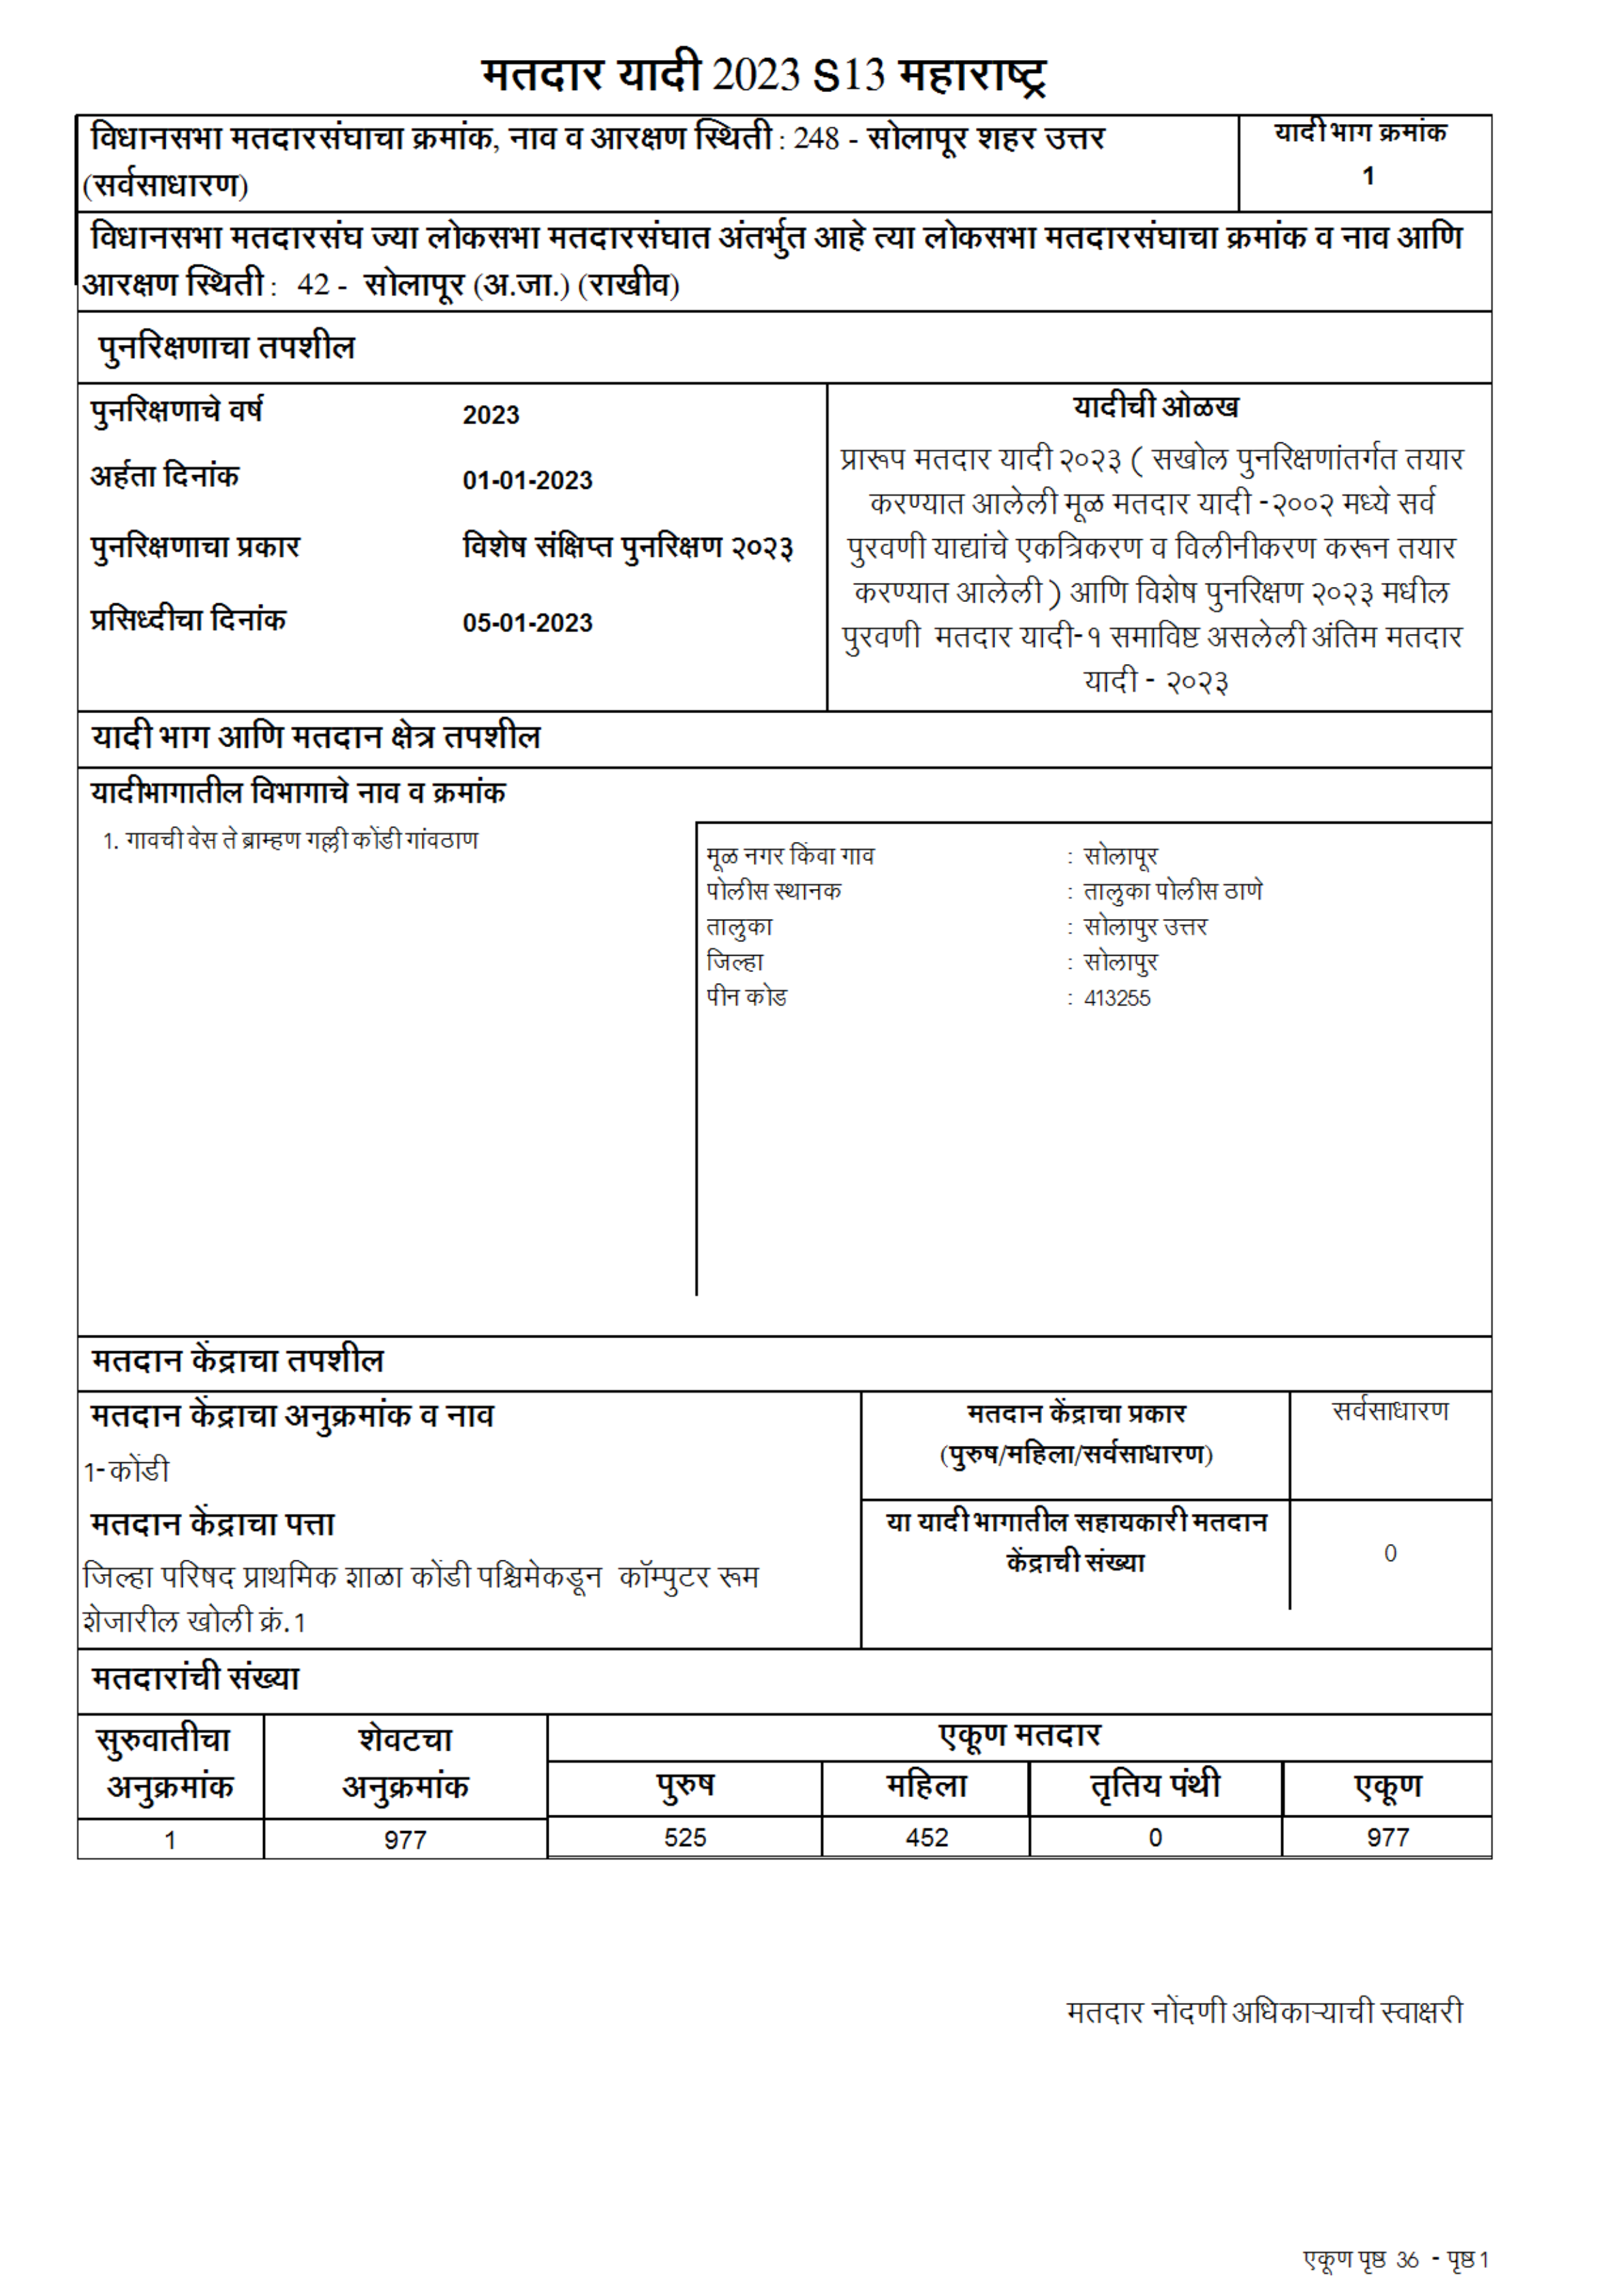 मतदार यादी 2023 S13 महाराष्ट्र
विधानसभा मतदारसंघाचा क्रमांक, नाव व आरक्षण स्थिती : 248 - सोलापूर शहर उत्तर
(सर्वसाधारण)
यादी भाग क्रमांक
1
विधानसभा मतदारसंघ ज्या लोकसभा मतदारसंघात अंतर्भुत आहे त्या लोकसभा मतदारसंघाचा क्रमांक व नाव आणि
आरक्षण स्थिती : 42 - सोलापूर (अ.जा.) (राखीव)
पुनरिक्षणाचा तपशील
पुनरिक्षणाचे वर्ष 2023
अर्हता दिनांक 01-01-2023
पुनरिक्षणाचा प्रकार विशेष संक्षिप्त पुनरिक्षण २०२३
प्रसिध्दीचा दिनांक 05-01-2023
यादीची ओळख
प्रारूप मतदार यादी २०२३ ( सखोल पुनरिक्षणांतर्गत तयार
करण्यात आलेली मूळ मतदार यादी -२००२ मध्ये सर्व
पुरवणी याद्यांचे एकत्रिकरण व विलीनीकरण करून तयार
करण्यात आलेली ) आणि विशेष पुनरिक्षण २०२३ मधील
पुरवणी मतदार यादी-१ समाविष्ट असलेली अंतिम मतदार
यादी - २०२३
यादी भाग आणि मतदान क्षेत्र तपशील
यादीभागातील विभागाचे नाव व क्रमांक
1. गावची वेस ते ब्राम्हण गल्ली कोंडी गांवठाण
मूळ नगर किंवा गाव : सोलापूर
पोलीस स्थानक : तालुका पोलीस ठाणे
तालुका : सोलापुर उत्तर
जिल्हा : सोलापुर
पीन कोड : 413255
मतदान केंद्राचा तपशील
मतदान केंद्राचा अनुक्रमांक व नाव
1- कोंडी
मतदान केंद्राचा पत्ता
जिल्हा परिषद प्राथमिक शाळा कोंडी पश्चिमेकडून कॉम्पुटर रूम
शेजारील खोली क्रं.1
मतदान केंद्राचा प्रकार
(पुरुष/महिला/सर्वसाधारण)
सर्वसाधारण
या यादी भागातील सहायकारी मतदान
केंद्राची संख्या
0
मतदारांची संख्या
सुरुवातीचा
अनुक्रमांक
शेवटचा
अनुक्रमांक
एकूण मतदार
पुरुष महिला तृतिय पंथी एकूण
1 977 525 452 0 977
मतदार नोंदणी अधिकाऱ्याची स्वाक्षरी
एकूण पृष्ठ 36 - पृष्ठ 1